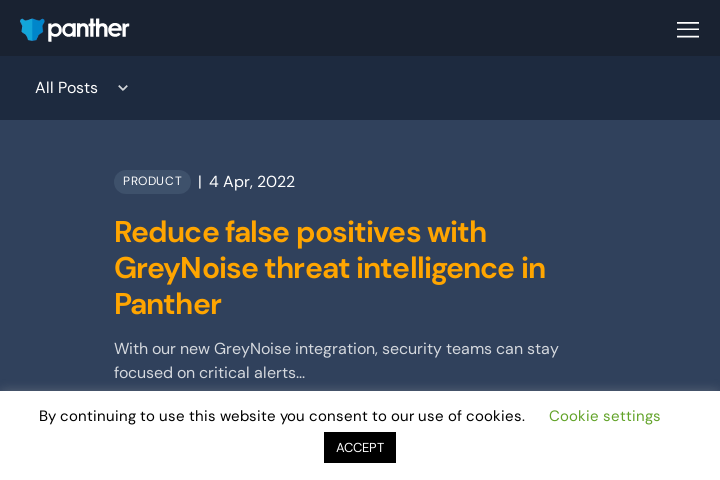 panther
All Posts
PRODUCT | 4 Apr, 2022
Reduce false positives with
GreyNoise threat intelligence in
Panther
With our new GreyNoise integration, security teams can stay
focused on critical alerts...
By continuing to use this website you consent to our use of cookies. Cookie settings
ACCEPT